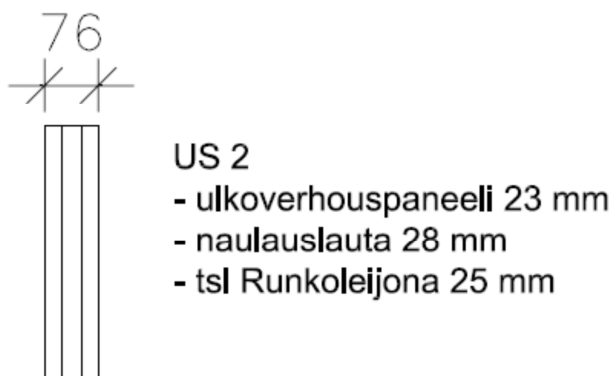 76
US 2
- ulkoverhouspaneeli 23 mm
- naulauslauta 28 mm
- tsl Runkoleijona 25 mm